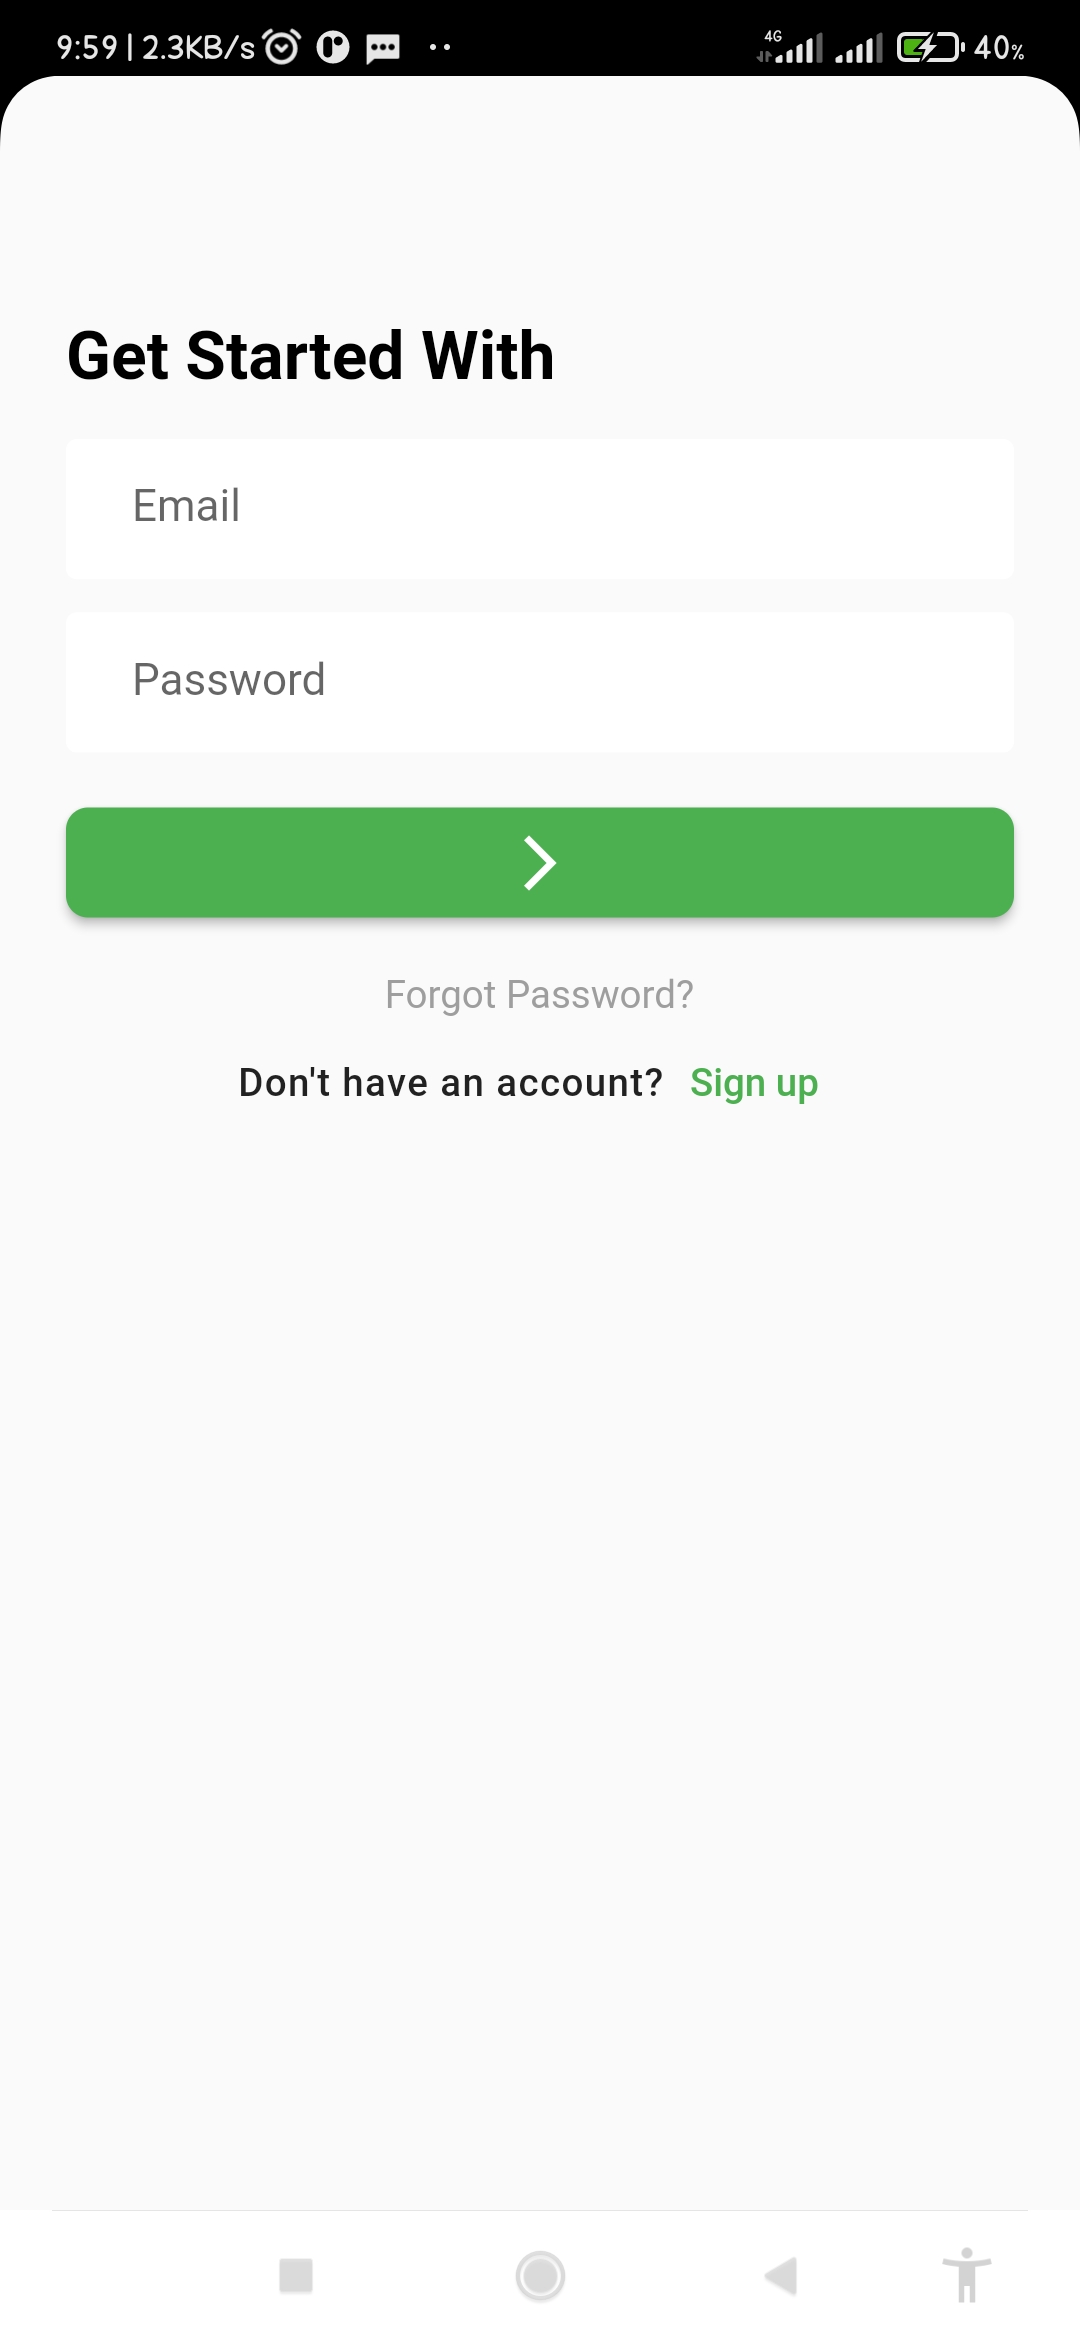 9:59 | 2.3KB/s
4G
40%
Get Started With
Email
Password
Forgot Password?
Don't have an account? Sign up